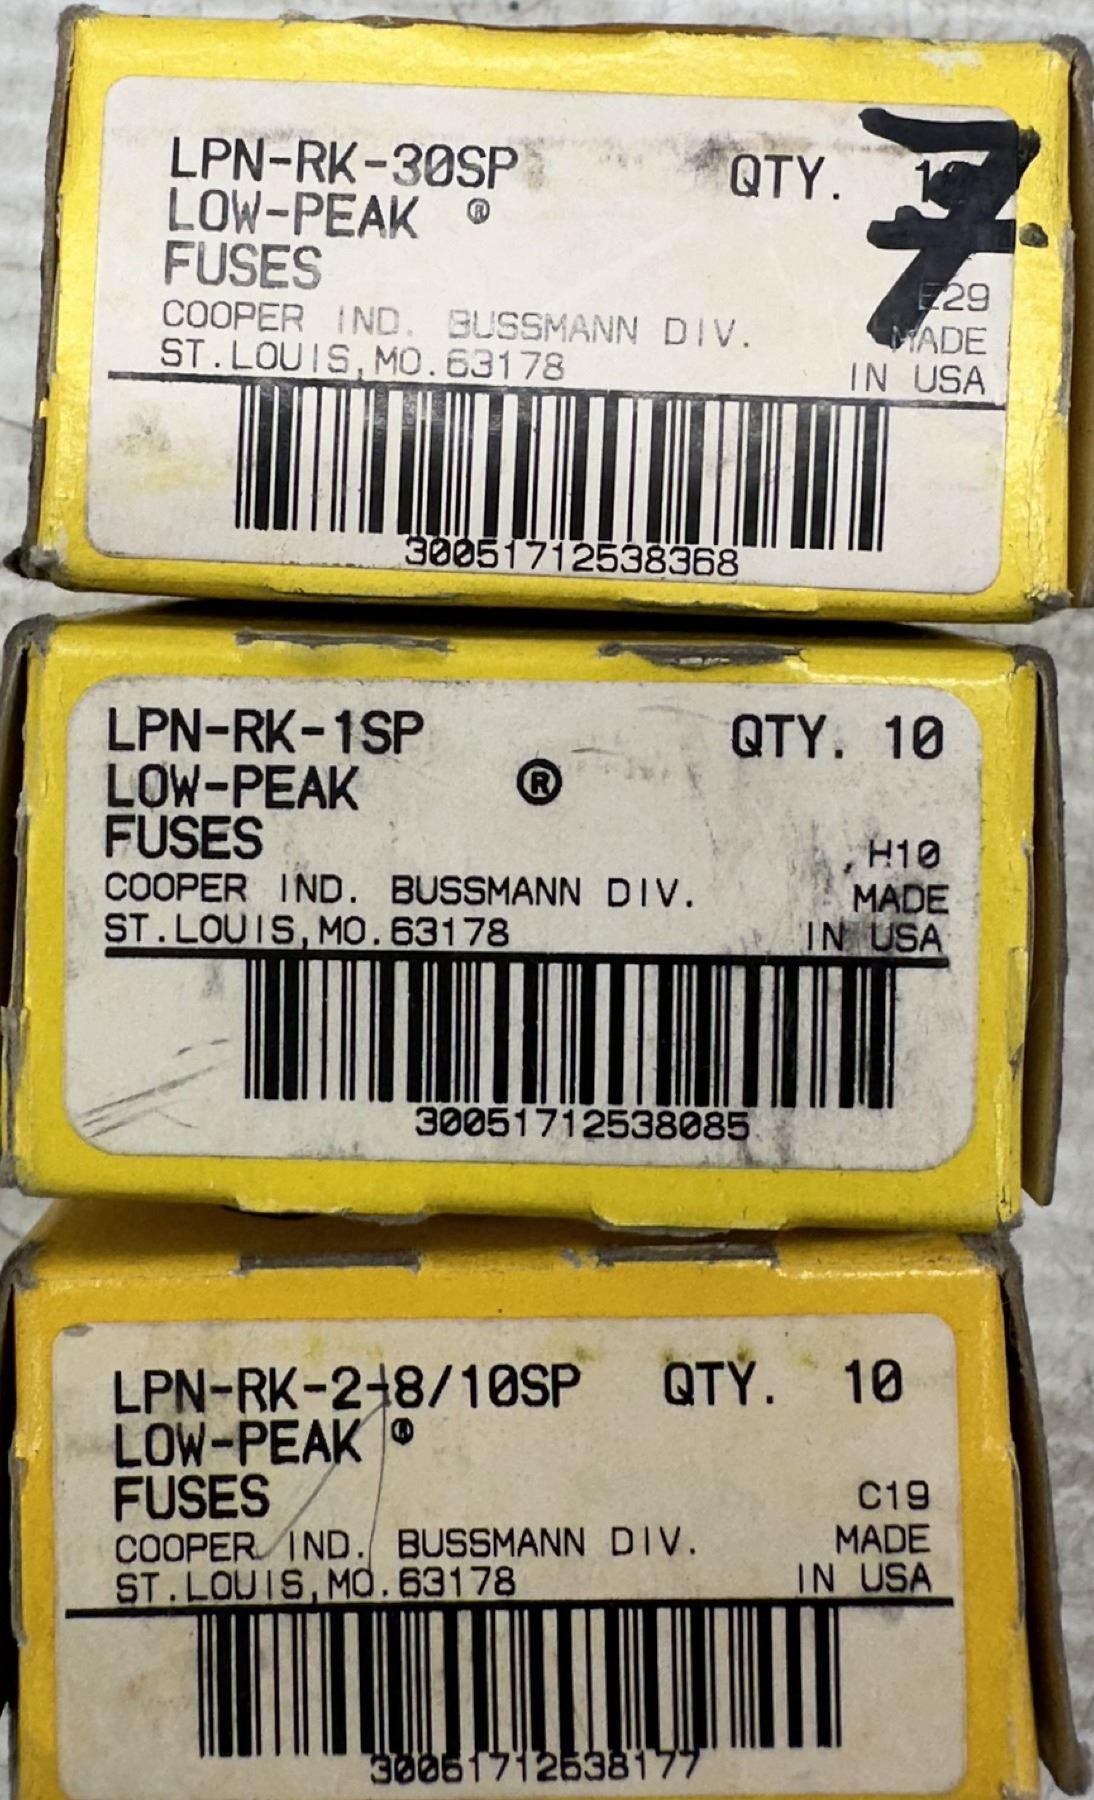 LPN-RK-30SP QTY. 7
LOW-PEAK ®
FUSES
COOPER IND. BUSSMANN DIV. E29
MADE
ST.LOUIS,MO.63178 IN USA
30051712538368
LPN-RK-1SP QTY. 10
LOW-PEAK ®
FUSES H10
COOPER IND. BUSSMANN DIV. MADE
ST.LOUIS,MO.63178 IN USA
30051712538085
LPN-RK-2-8/10SP QTY. 10
LOW-PEAK ®
FUSES C19
COOPER IND. BUSSMANN DIV. MADE
ST.LOUIS,MO.63178 IN USA
30051712538177